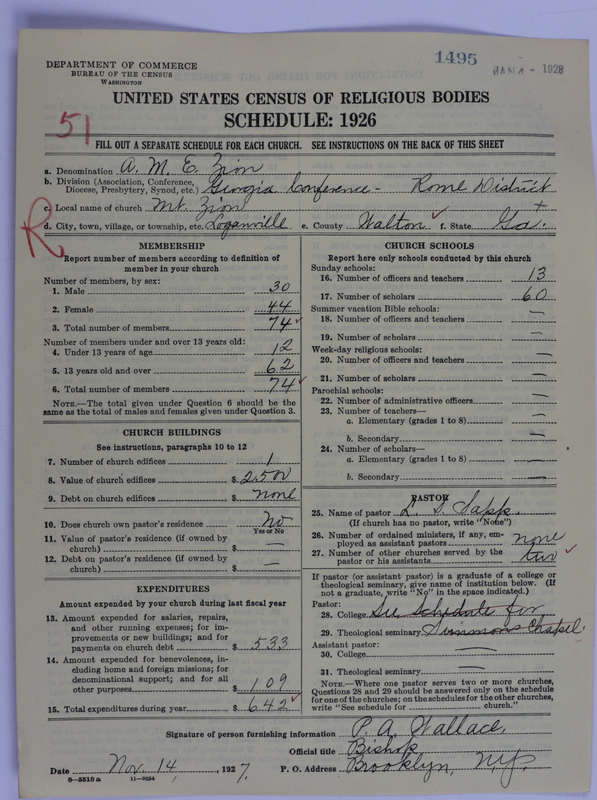 1495
JAN 4 - 1928
DEPARTMENT OF COMMERCE
BUREAU OF THE CENSUS
WASHINGTON
UNITED STATES CENSUS OF RELIGIOUS BODIES
SCHEDULE: 1926
51
FILL OUT A SEPARATE SCHEDULE FOR EACH CHURCH. SEE INSTRUCTIONS ON THE BACK OF THIS SHEET
a. Denomination A. M. E. Zion
b. Division (Association, Conference, Diocese, Presbytery, Synod, etc.) Georgia Conference - Rome District
c. Local name of church Mt. Zion
R
d. City, town, village, or township, etc. Loganville e. County Walton f. State Ga.
MEMBERSHIP
Report number of members according to definition of
member in your church
Number of members, by sex:
1. Male 30
2. Female 44
3. Total number of members 74
Number of members under and over 13 years old:
4. Under 13 years of age 12
5. 13 years old and over 62
6. Total number of members 74
NOTE.—The total given under Question 6 should be the
same as the total of males and females given under Question 3.
CHURCH BUILDINGS
See instructions, paragraphs 10 to 12
7. Number of church edifices 1
8. Value of church edifices $ 2,500
9. Debt on church edifices $ none
10. Does church own pastor's residence No
Yes or No
11. Value of pastor's residence (if owned by
church) $ —
12. Debt on pastor's residence (if owned by
church) $ —
EXPENDITURES
Amount expended by your church during last fiscal year
13. Amount expended for salaries, repairs,
and other running expenses; for im-
provements or new buildings; and for
payments on church debt $ 533
14. Amount expended for benevolences, in-
cluding home and foreign missions; for
denominational support; and for all
other purposes $ 109
15. Total expenditures during year $ 642
CHURCH SCHOOLS
Report here only schools conducted by this church
Sunday schools:
16. Number of officers and teachers 13
17. Number of scholars 60
Summer vacation Bible schools:
18. Number of officers and teachers —
19. Number of scholars —
Week-day religious schools:
20. Number of officers and teachers —
21. Number of scholars —
Parochial schools:
22. Number of administrative officers —
23. Number of teachers—
a. Elementary (grades 1 to 8) —
b. Secondary —
24. Number of scholars—
a. Elementary (grades 1 to 8) —
b. Secondary —
PASTOR
25. Name of pastor L. S. Sapp.
(If church has no pastor, write "None")
26. Number of ordained ministers, if any, em-
ployed as assistant pastors none
27. Number of other churches served by the
pastor or his assistants two
If pastor (or assistant pastor) is a graduate of a college or
theological seminary, give name of institution below. (If
not a graduate, write "No" in the space indicated.)
Pastor:
28. College See Schedule for
29. Theological seminary Simmons Chapel.
Assistant pastor:
30. College —
31. Theological seminary —
NOTE.—Where one pastor serves two or more churches,
Questions 28 and 29 should be answered only on the schedule
for one of the churches; on the schedules for the other churches,
write "See schedule for church."
Signature of person furnishing information P. A. Wallace,
Official title Bishop,
Date Nov. 14, 1927. P. O. Address Brooklyn, N.Y.
8—5518 a 11—9054